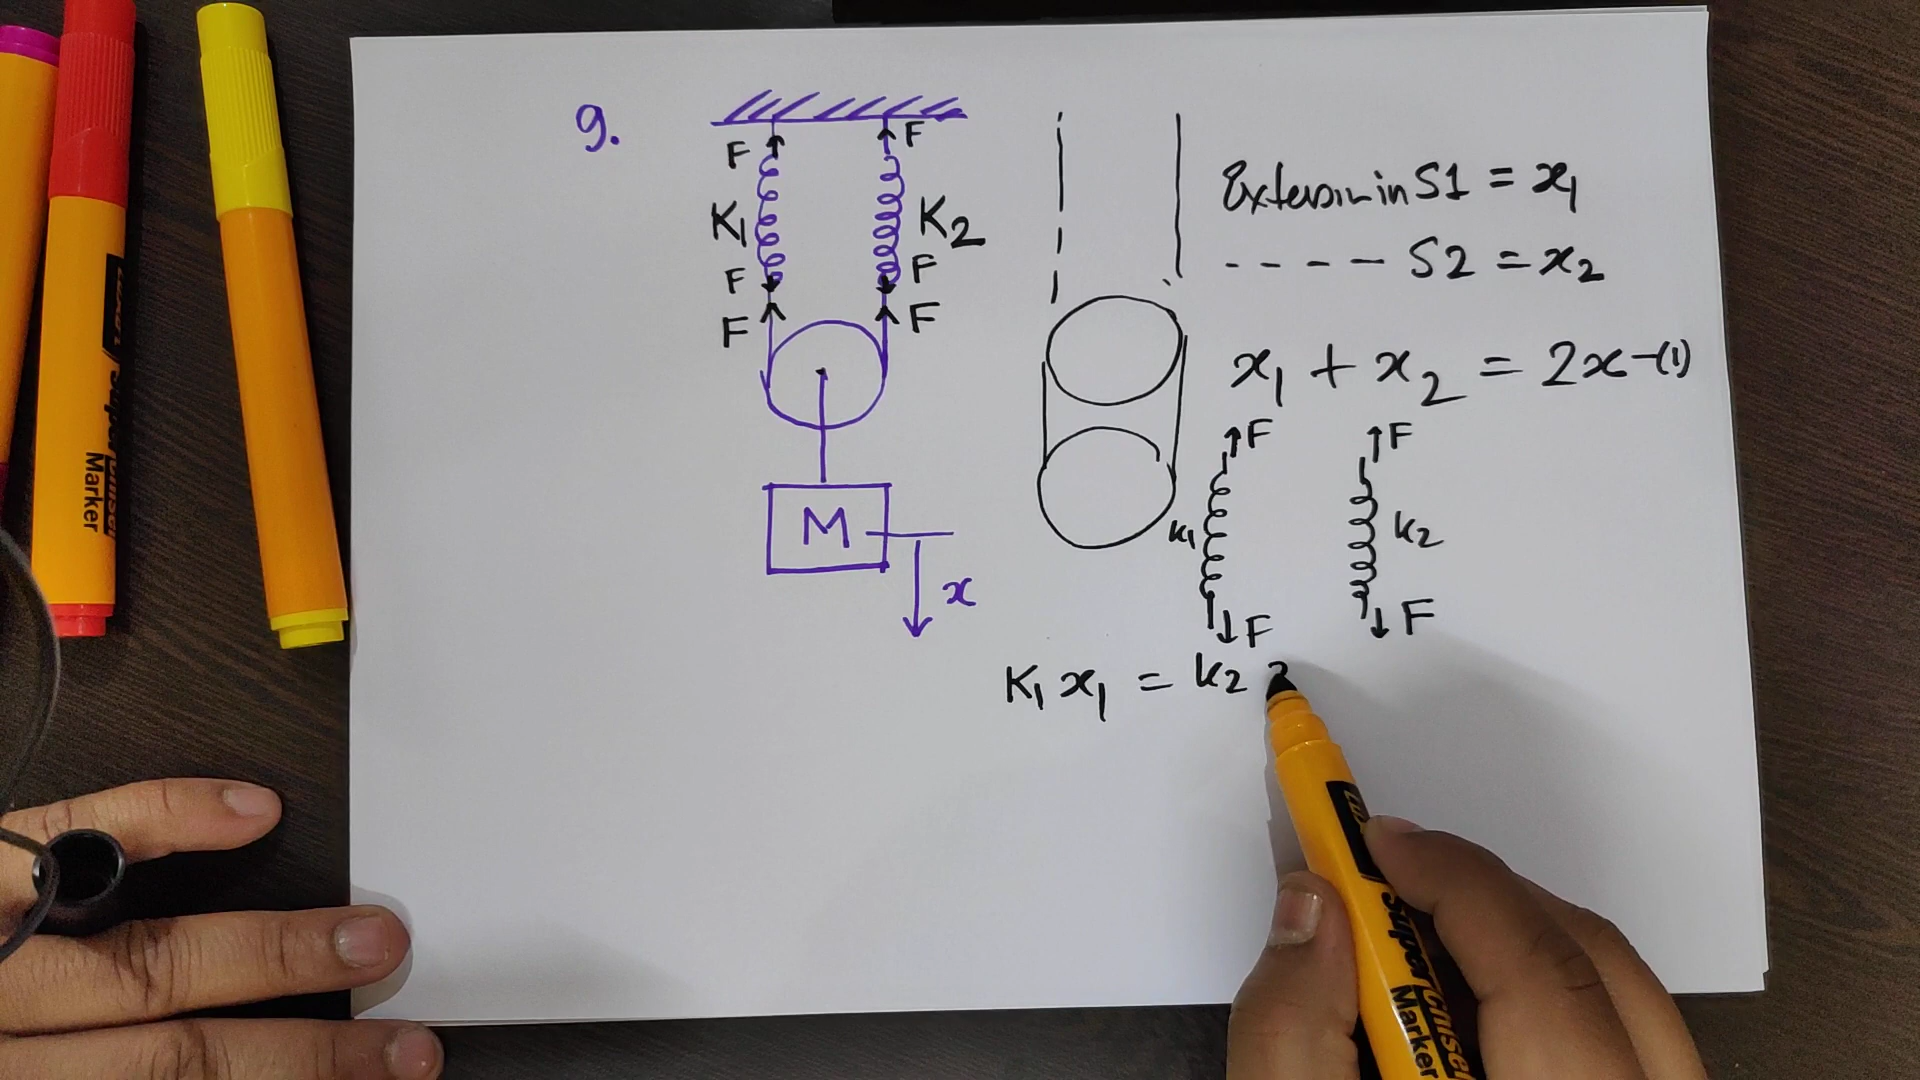 9.
F
F
K1
K2
F
F
F
F
M
x
Extension in S1 = x1
---- S2 = x2
x1 + x2 = 2x -(1)
F
F
k1
k2
F
F
K1 x1 = k2
Marker
Super
Marker